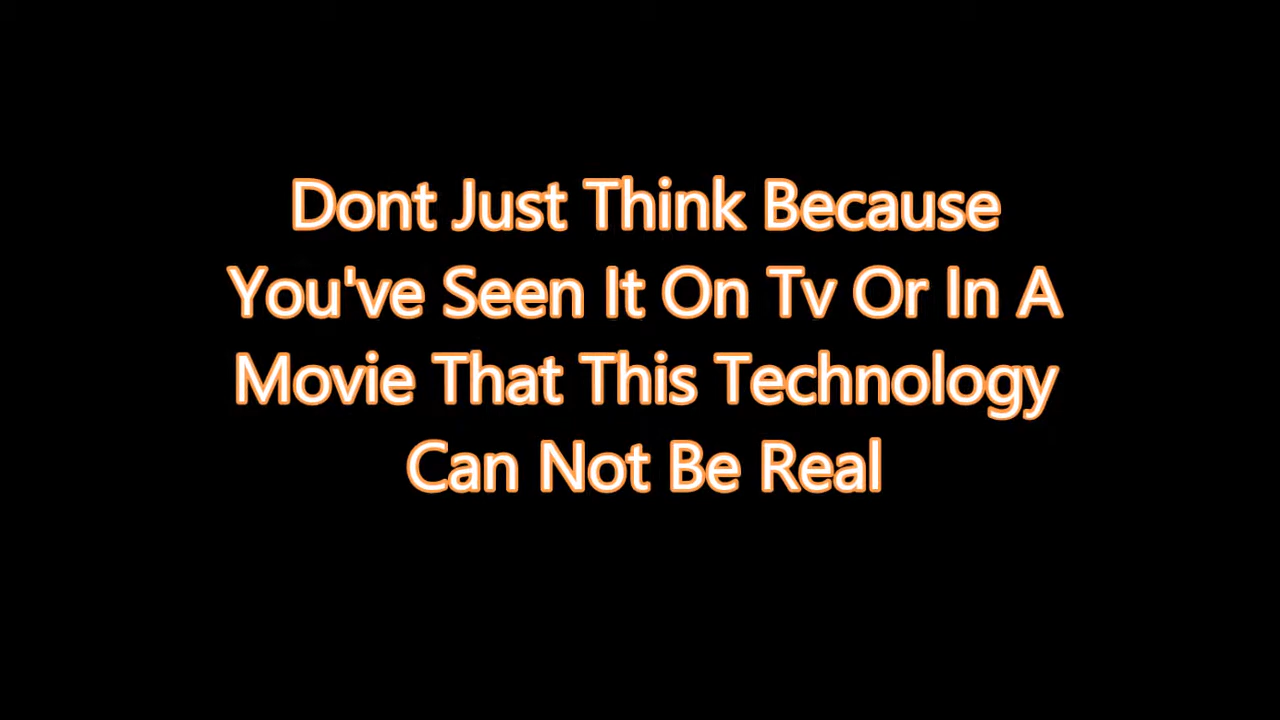 Dont Just Think Because
You've Seen It On Tv Or In A
Movie That This Technology
Can Not Be Real